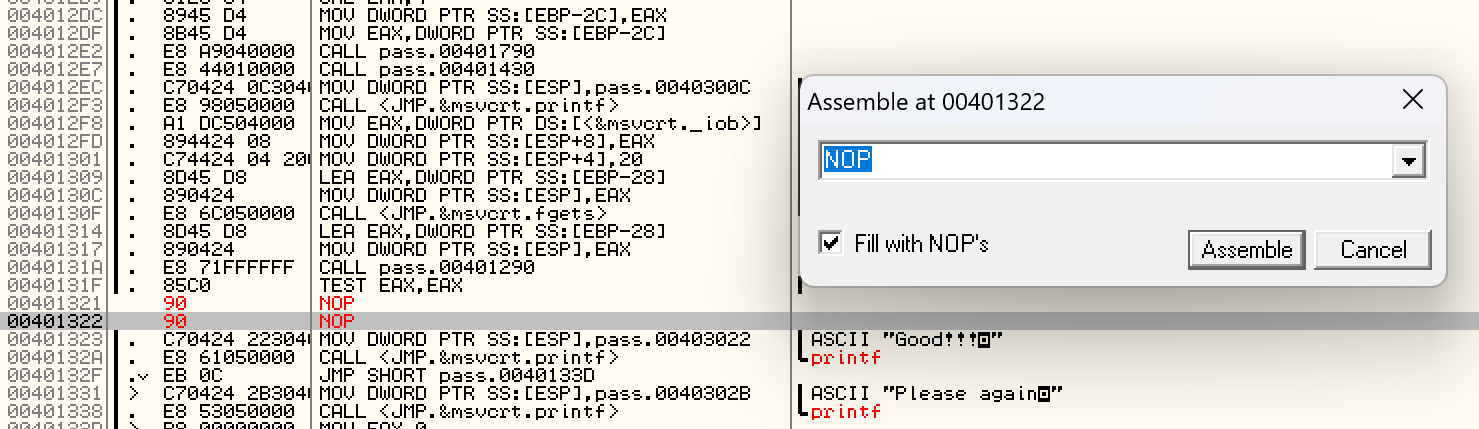 004012DC . 8945 D4 MOV DWORD PTR SS:[EBP-2C],EAX
004012DF . 8B45 D4 MOV EAX,DWORD PTR SS:[EBP-2C]
004012E2 . E8 A9040000 CALL pass.00401790
004012E7 . E8 44010000 CALL pass.00401430
004012EC . C70424 0C304 MOV DWORD PTR SS:[ESP],pass.0040300C
004012F3 . E8 98050000 CALL <JMP.&msvcrt.printf>
004012F8 . A1 DC504000 MOV EAX,DWORD PTR DS:[<&msvcrt._iob>]
004012FD . 894424 08 MOV DWORD PTR SS:[ESP+8],EAX
00401301 . C74424 04 20 MOV DWORD PTR SS:[ESP+4],20
00401309 . 8D45 D8 LEA EAX,DWORD PTR SS:[EBP-28]
0040130C . 890424 MOV DWORD PTR SS:[ESP],EAX
0040130F . E8 6C050000 CALL <JMP.&msvcrt.fgets>
00401314 . 8D45 D8 LEA EAX,DWORD PTR SS:[EBP-28]
00401317 . 890424 MOV DWORD PTR SS:[ESP],EAX
0040131A . E8 71FFFFFF CALL pass.00401290
0040131F . 85C0 TEST EAX,EAX
00401321 90 NOP
00401322 90 NOP
00401323 . C70424 22304 MOV DWORD PTR SS:[ESP],pass.00403022 ASCII "Good!!!"
0040132A . E8 61050000 CALL <JMP.&msvcrt.printf> printf
0040132F . EB 0C JMP SHORT pass.0040133D
00401331 > C70424 2B304 MOV DWORD PTR SS:[ESP],pass.0040302B ASCII "Please again"
00401338 . E8 53050000 CALL <JMP.&msvcrt.printf> printf
Assemble at 00401322
NOP
Fill with NOP's
Assemble
Cancel